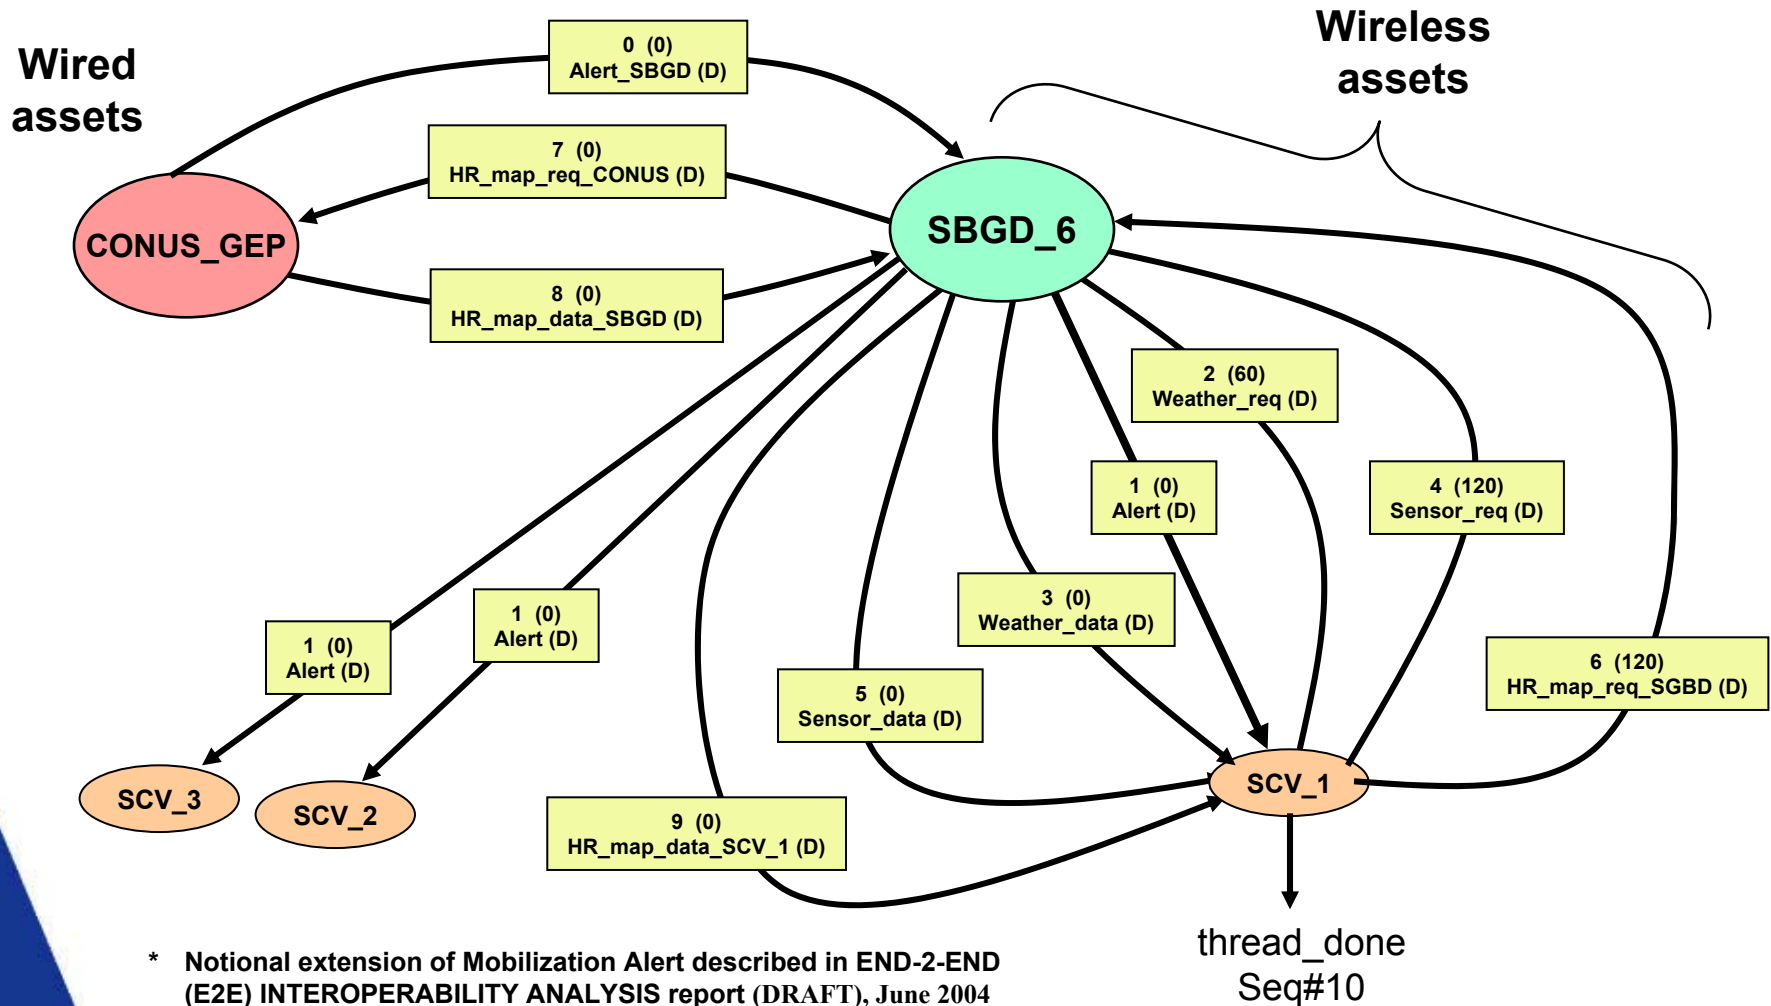 Wired
assets
Wireless
assets
0 (0)
Alert_SBGD (D)
7 (0)
HR_map_req_CONUS (D)
CONUS_GEP
SBGD_6
8 (0)
HR_map_data_SBGD (D)
2 (60)
Weather_req (D)
1 (0)
Alert (D)
4 (120)
Sensor_req (D)
3 (0)
Weather_data (D)
1 (0)
Alert (D)
1 (0)
Alert (D)
6 (120)
HR_map_req_SGBD (D)
5 (0)
Sensor_data (D)
SCV_3
SCV_2
SCV_1
9 (0)
HR_map_data_SCV_1 (D)
thread_done
Seq#10
* Notional extension of Mobilization Alert described in END-2-END
(E2E) INTEROPERABILITY ANALYSIS report (DRAFT), June 2004